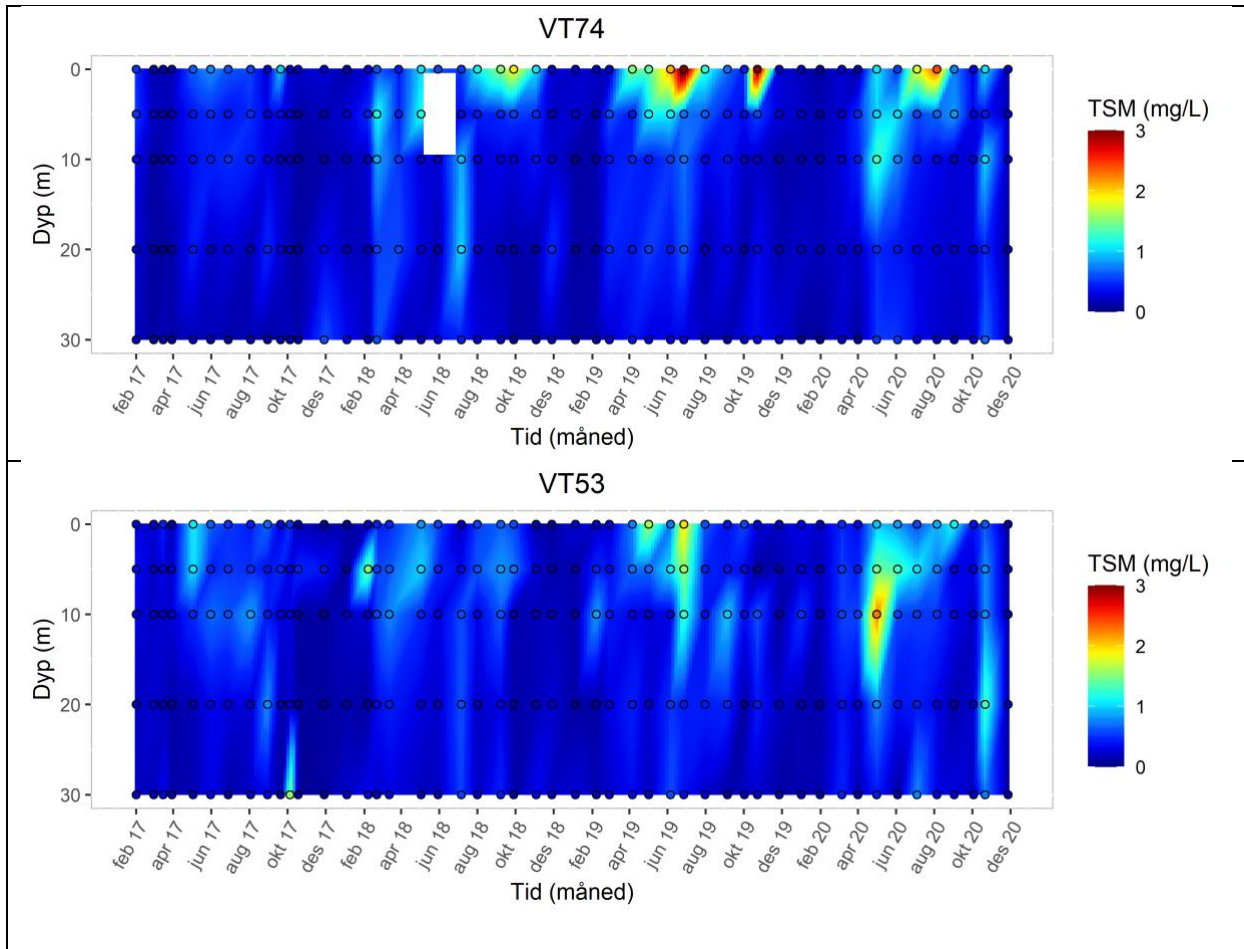 VT74
0
10
20
30
Dyp (m)
feb 17
apr 17
jun 17
aug 17
okt 17
des 17
feb 18
apr 18
jun 18
aug 18
okt 18
des 18
feb 19
apr 19
jun 19
aug 19
okt 19
des 19
feb 20
apr 20
jun 20
aug 20
okt 20
des 20
Tid (måned)
TSM (mg/L)
3
2
1
0
VT53
0
10
20
30
Dyp (m)
feb 17
apr 17
jun 17
aug 17
okt 17
des 17
feb 18
apr 18
jun 18
aug 18
okt 18
des 18
feb 19
apr 19
jun 19
aug 19
okt 19
des 19
feb 20
apr 20
jun 20
aug 20
okt 20
des 20
Tid (måned)
TSM (mg/L)
3
2
1
0